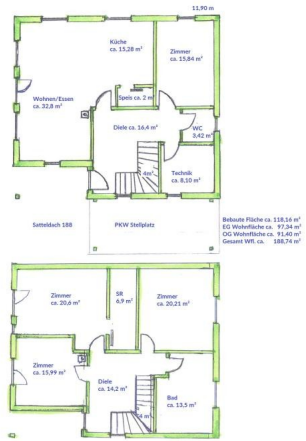 11,90 m
Küche
ca. 15,28 m²
Zimmer
ca. 15,84 m²
Wohnen/Essen
ca. 32,8 m²
Speis ca. 2 m
Diele ca. 16,4 m²
WC
3,42 m²
4m²
Technik
ca. 8,10 m²
Satteldach 188
PKW Stellplatz
Bebaute Fläche ca. 118,16 m²
EG Wohnfläche ca. 97,34 m²
OG Wohnfläche ca. 91,40 m²
Gesamt Wfl. ca. 188,74 m²
Zimmer
ca. 20,6 m²
SR
6,9 m²
Zimmer
ca. 20,21 m²
Zimmer
ca. 15,99 m²
Diele
ca. 14,2 m²
4 m²
Bad
ca. 13,5 m²